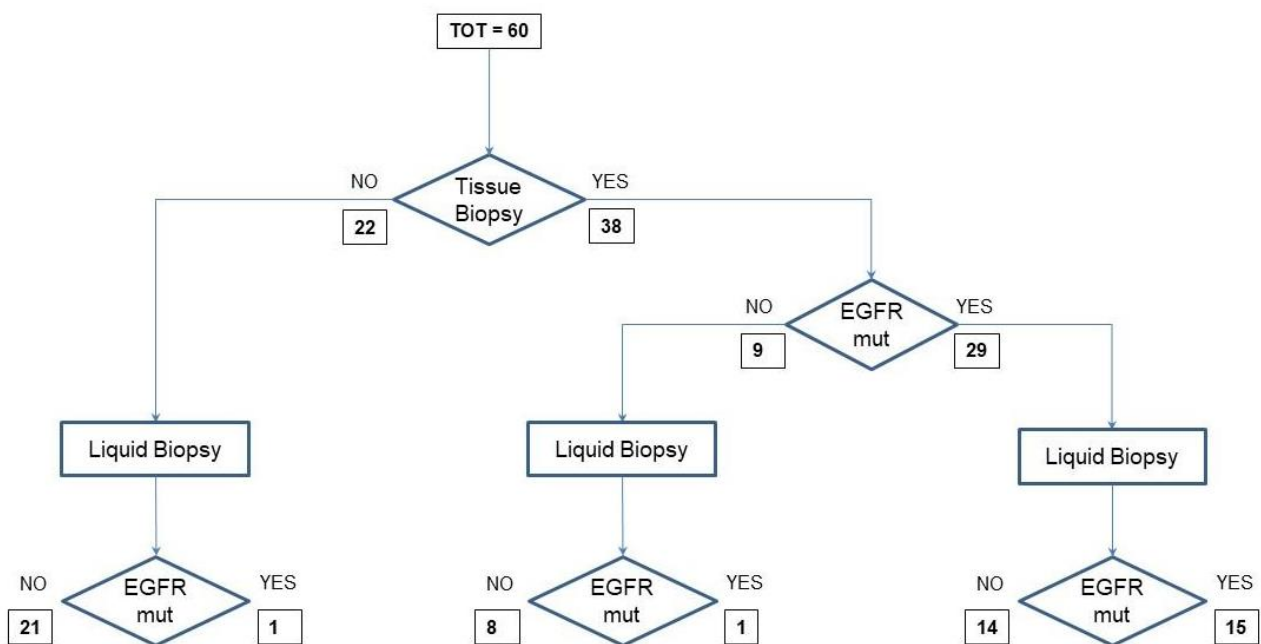 TOT = 60
NO
YES
Tissue
Biopsy
22
38
NO
YES
EGFR
mut
9
29
Liquid Biopsy
Liquid Biopsy
Liquid Biopsy
NO
YES
EGFR
mut
21
1
NO
YES
EGFR
mut
8
1
NO
YES
EGFR
mut
14
15